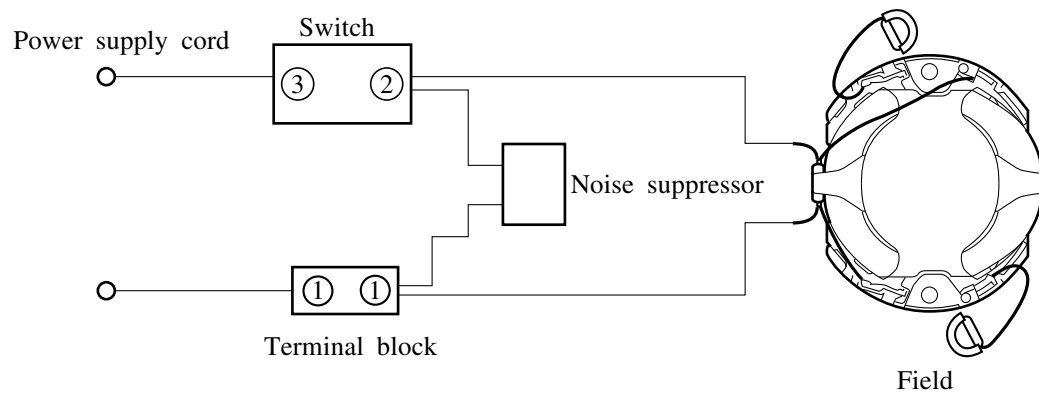 Switch
Power supply cord
3 2
Noise suppressor
1 1
Terminal block
Field